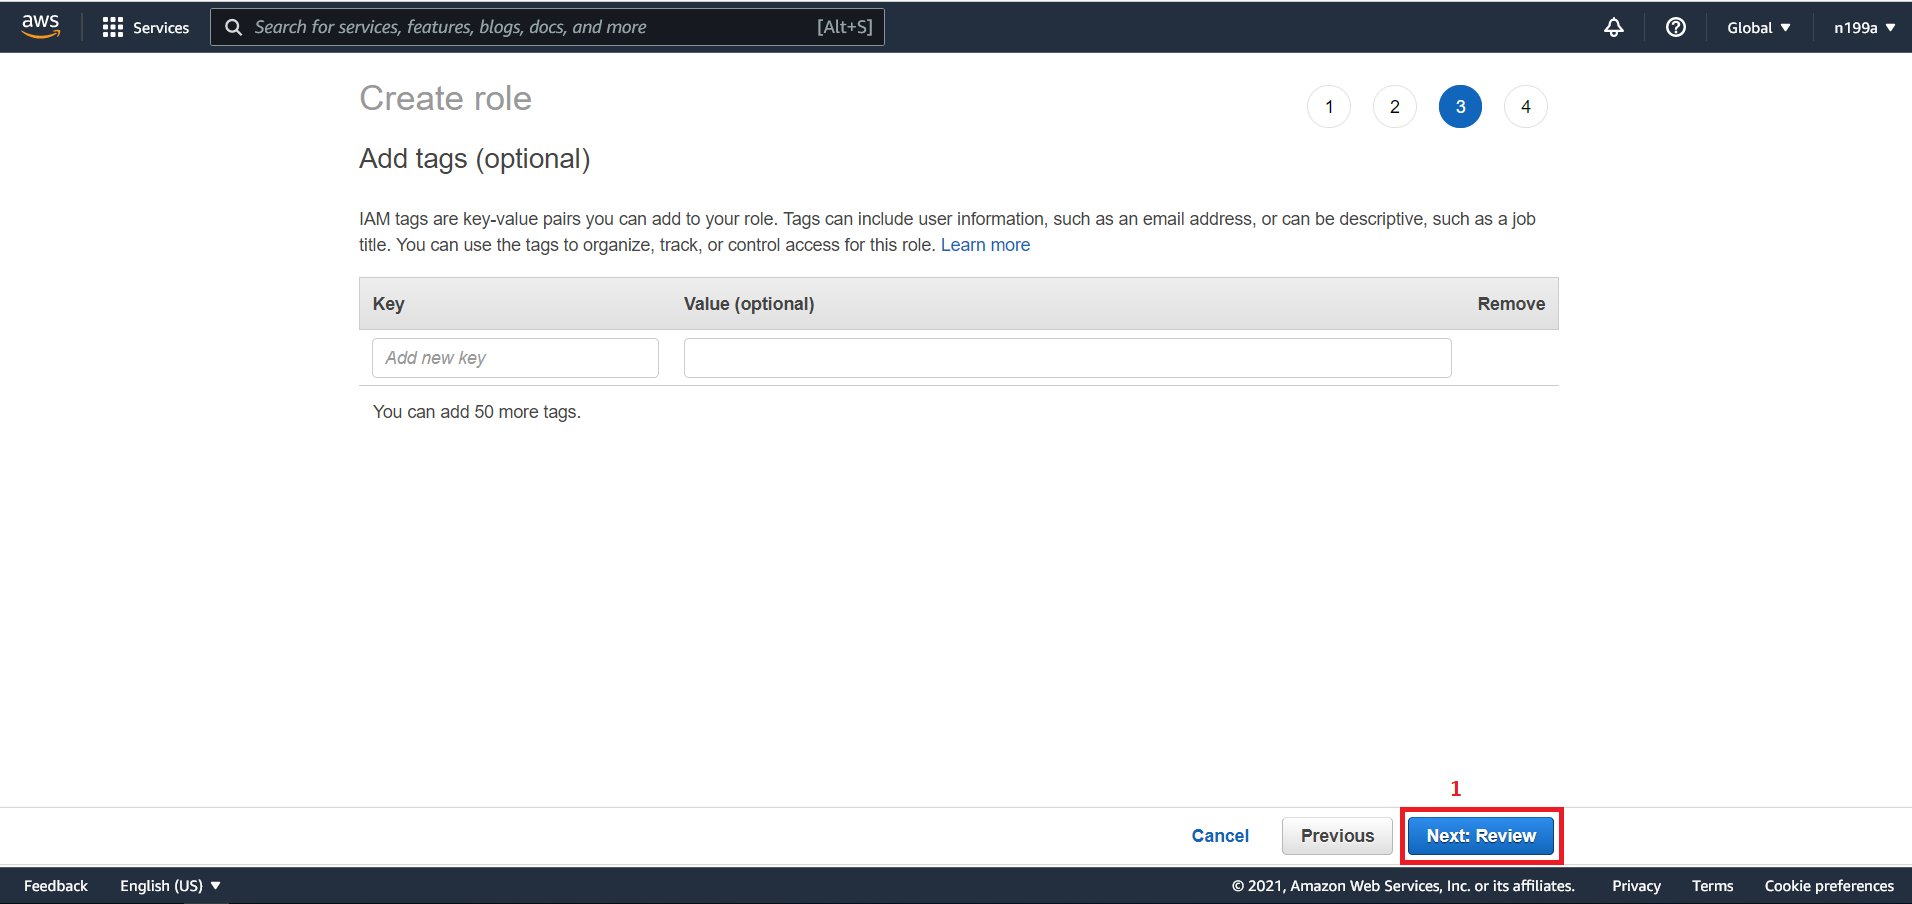 aws Services Search for services, features, blogs, docs, and more [Alt+S] Global n199a
Create role 1 2 3 4
Add tags (optional)
IAM tags are key-value pairs you can add to your role. Tags can include user information, such as an email address, or can be descriptive, such as a job
title. You can use the tags to organize, track, or control access for this role. Learn more
Key Value (optional) Remove
Add new key
You can add 50 more tags.
1
Cancel Previous Next: Review
Feedback English (US) © 2021, Amazon Web Services, Inc. or its affiliates. Privacy Terms Cookie preferences